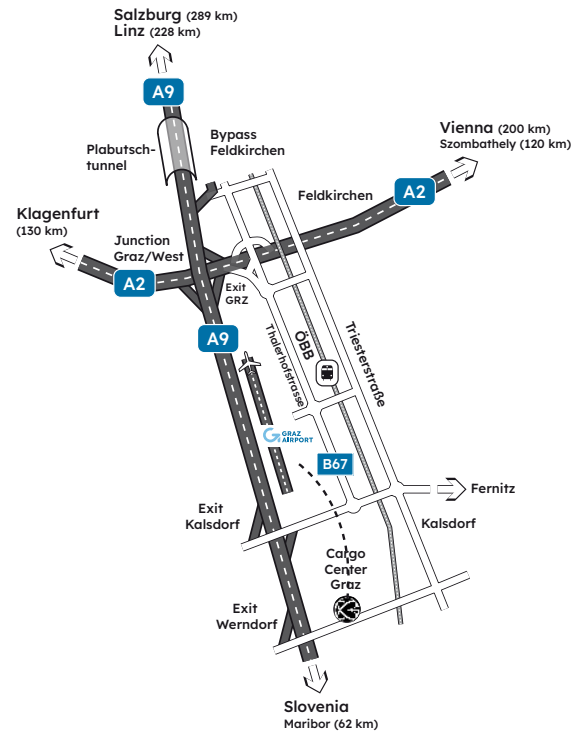 Salzburg (289 km)
Linz (228 km)
A9
Plabutsch-
tunnel
Bypass
Feldkirchen
Vienna (200 km)
Szombathely (120 km)
Feldkirchen
A2
Klagenfurt
(130 km)
Junction
Graz/West
A2
Exit
GRZ
A9
Thalerhofstrasse
ÖBB
Triesterstraße
GRAZ
AIRPORT
B67
Fernitz
Exit
Kalsdorf
Kalsdorf
Cargo
Center
Graz
Exit
Werndorf
Slovenia
Maribor (62 km)